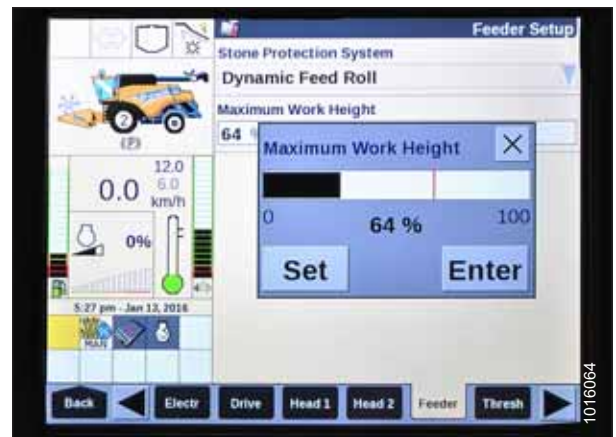 Feeder Setup
Stone Protection System
Dynamic Feed Roll
Maximum Work Height
64 %
Maximum Work Height
0
64 %
100
Set
Enter
2
(P)
12.0
6.0
0.0
km/h
0%
5:27 pm - Jan 13, 2016
MAN
Back
Electr
Drive
Head 1
Head 2
Feeder
Thresh
1016064